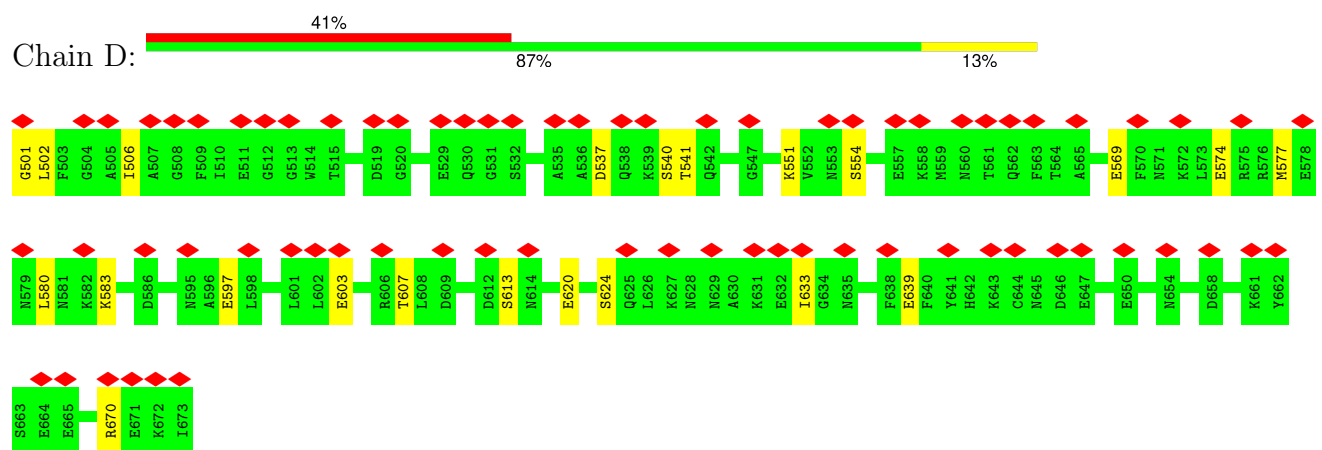 41%
Chain D:
87% 13%
G501 L502 F503 G504 A505 I506 A507 G508 F509 I510 E511 G512 G513 W514 T515 D519 G520 E529 Q530 G531 S532 A535 A536 D537 Q538 K539 S540 T541 Q542 G547 K551 V552 N553 S554 E557 K558 M559 N560 T561 Q562 F563 T564 A565 E569 F570 N571 K572 L573 E574 R575 R576 M577 E578
N579 L580 N581 K582 K583 D586 N595 A596 E597 L598 L601 L602 E603 R606 T607 L608 D609 D612 S613 N614 E620 S624 Q625 L626 K627 N628 N629 A630 K631 E632 I633 G634 N635 F638 E639 F640 Y641 H642 K643 C644 N645 D646 E647 E650 N654 D658 K661 Y662
S663 E664 E665 R670 E671 K672 I673